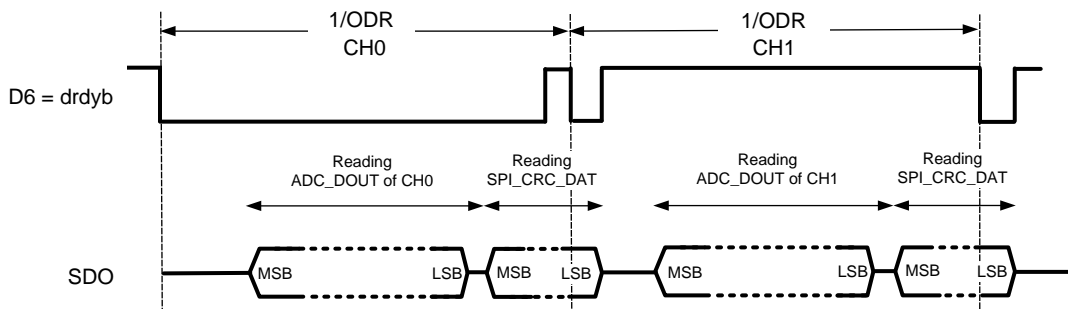 1/ODR
CH0
1/ODR
CH1
D6 = drdyb
Reading
ADC_DOUT of CH0
Reading
SPI_CRC_DAT
Reading
ADC_DOUT of CH1
Reading
SPI_CRC_DAT
SDO
MSB
LSB
MSB
LSB
MSB
LSB
MSB
LSB